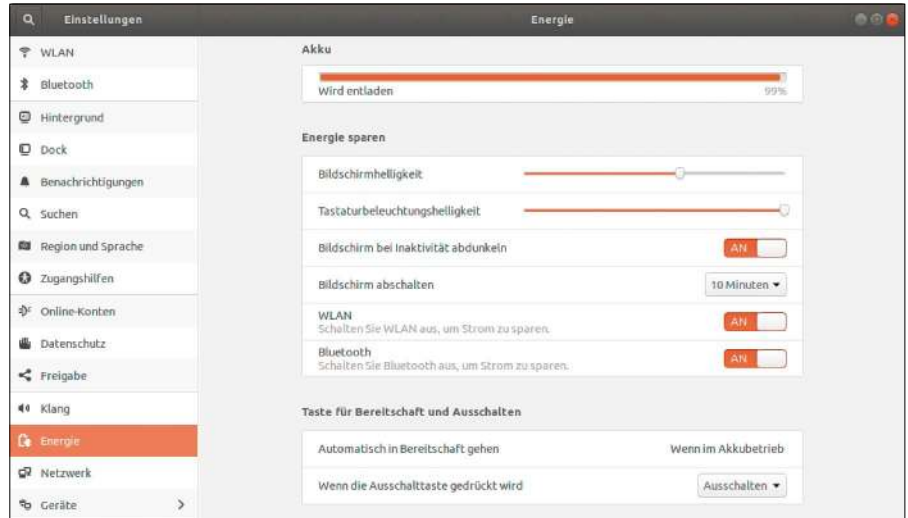 Einstellungen
Energie
WLAN
Bluetooth
Hintergrund
Dock
Benachrichtigungen
Suchen
Region und Sprache
Zugangshilfen
Online-Konten
Datenschutz
Freigabe
Klang
Energie
Netzwerk
Geräte
Akku
Wird entladen 99%
Energie sparen
Bildschirmhelligkeit
Tastaturbeleuchtungshelligkeit
Bildschirm bei Inaktivität abdunkeln AN
Bildschirm abschalten 10 Minuten
WLAN
Schalten Sie WLAN aus, um Strom zu sparen. AN
Bluetooth
Schalten Sie Bluetooth aus, um Strom zu sparen. AN
Taste für Bereitschaft und Ausschalten
Automatisch in Bereitschaft gehen Wenn im Akkubetrieb
Wenn die Ausschalttaste gedrückt wird Ausschalten